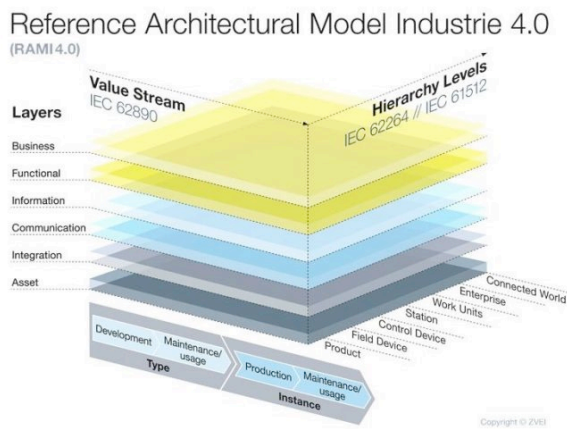 Reference Architectural Model Industrie 4.0
(RAMI 4.0)
Value Stream
IEC 62890
Hierarchy Levels
IEC 62264 // IEC 61512
Layers
Business
Functional
Information
Communication
Integration
Asset
Connected World
Enterprise
Work Units
Station
Control Device
Field Device
Product
Development
Maintenance/
usage
Type
Production
Maintenance/
usage
Instance
Copyright © ZVEI